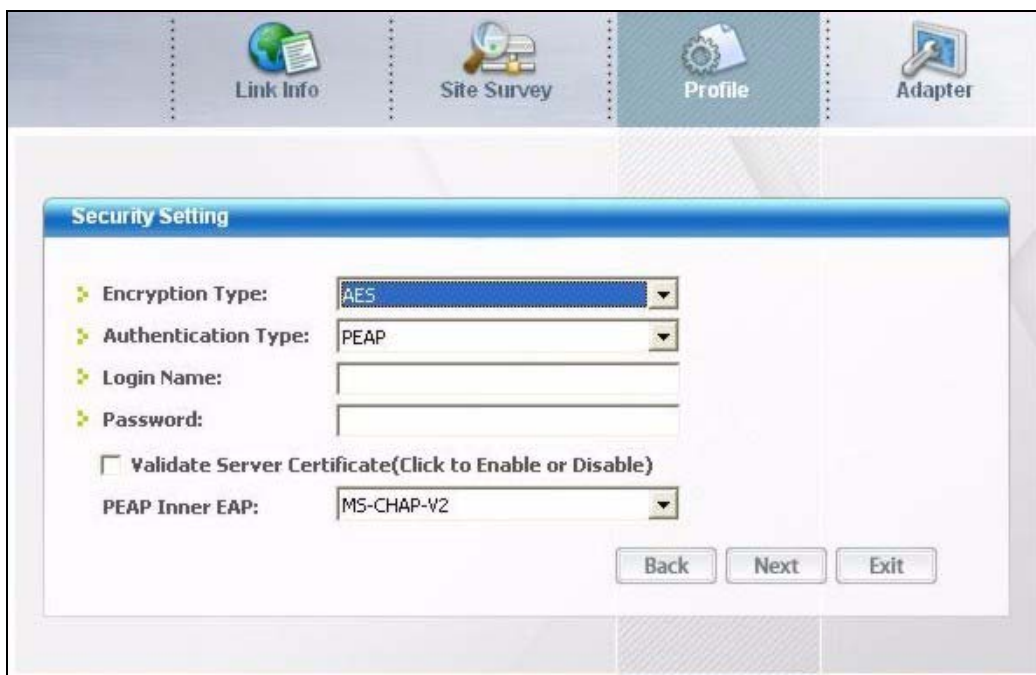 Link Info Site Survey Profile Adapter
Security Setting
Encryption Type: AES
Authentication Type: PEAP
Login Name:
Password:
Validate Server Certificate(Click to Enable or Disable)
PEAP Inner EAP: MS-CHAP-V2
Back Next Exit